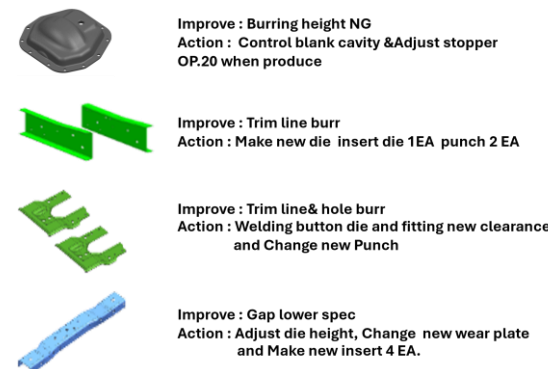 Improve : Burring height NG
Action : Control blank cavity &Adjust stopper
OP.20 when produce
Improve : Trim line burr
Action : Make new die insert die 1EA punch 2 EA
Improve : Trim line& hole burr
Action : Welding button die and fitting new clearance
and Change new Punch
Improve : Gap lower spec
Action : Adjust die height, Change new wear plate
and Make new insert 4 EA.